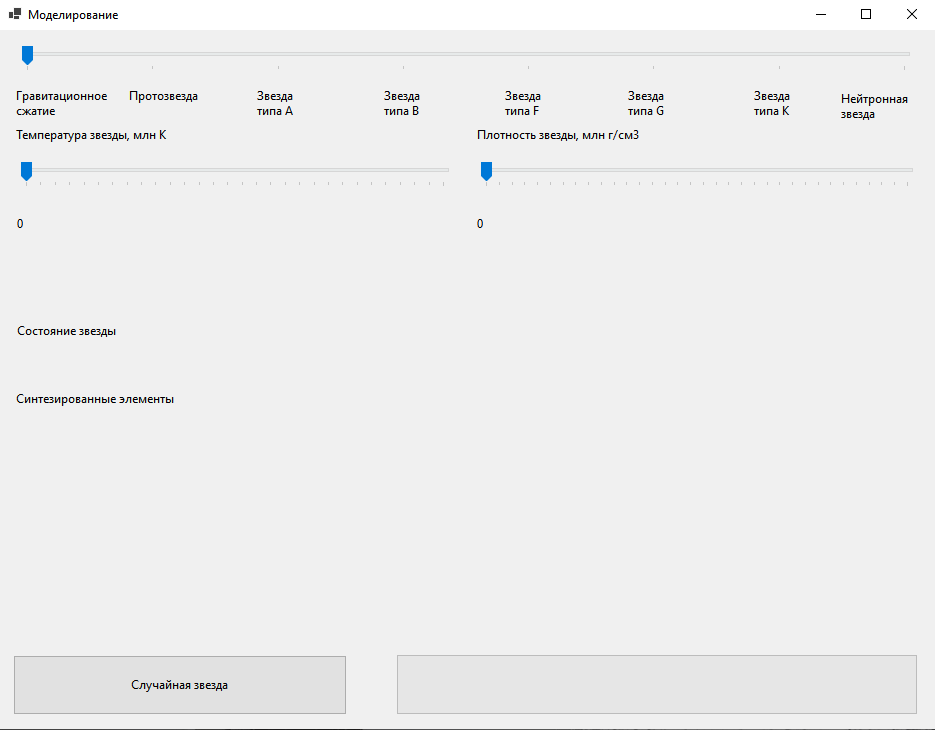 Моделирование
Гравитационное сжатие
Протозвезда
Звезда типа A
Звезда типа B
Звезда типа F
Звезда типа G
Звезда типа K
Нейтронная звезда
Температура звезды, млн К
Плотность звезды, млн г/см3
0
0
Состояние звезды
Синтезированные элементы
Случайная звезда